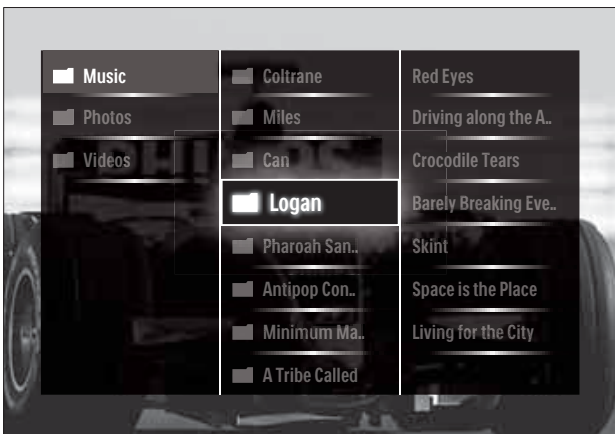 Music
Photos
Videos
Coltrane
Miles
Can
Logan
Pharoah San..
Antipop Con..
Minimum Ma..
A Tribe Called
Red Eyes
Driving along the A..
Crocodile Tears
Barely Breaking Eve..
Skint
Space is the Place
Living for the City